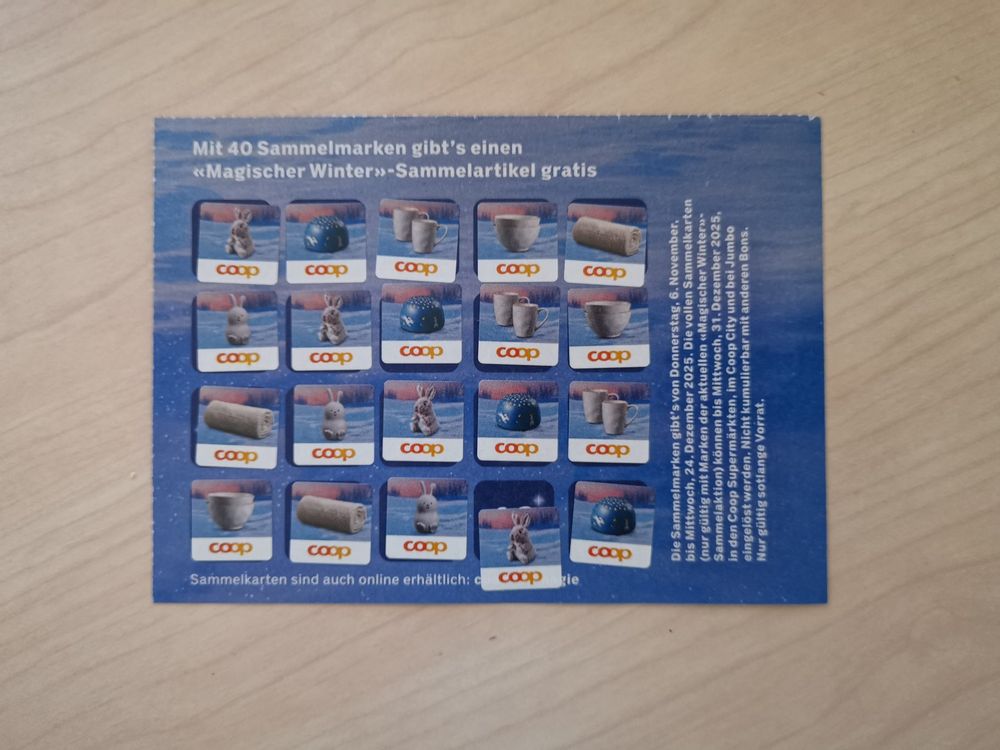 Mit 40 Sammelmarken gibt's einen
«Magischer Winter»-Sammelartikel gratis
coop coop coop coop coop
coop coop coop coop coop
coop coop coop coop coop
coop coop coop coop coop
Sammelkarten sind auch online erhältlich:
Die Sammelmarken gibt's von Donnerstag, 6. November,
bis Mittwoch, 24. Dezember 2025. Die vollen Sammelkarten
(nur gültig mit Marken der aktuellen «Magischer Winter»-
Sammelaktion) können bis Mittwoch, 31. Dezember 2025,
in den Coop Supermärkten, im Coop City und bei Jumbo
eingelöst werden. Nicht kumulierbar mit anderen Bons.
Nur gültig solange Vorrat.